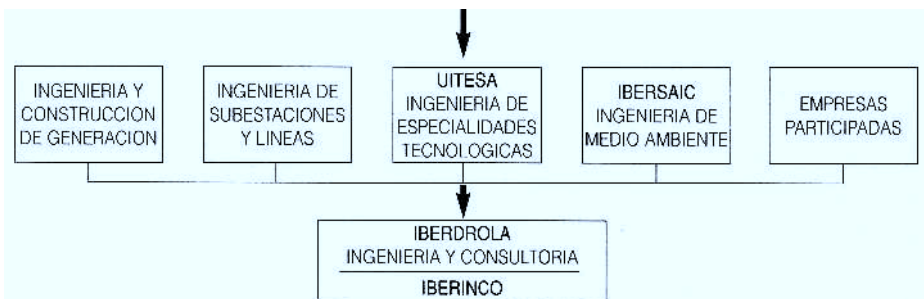 INGENIERIA Y
CONSTRUCCION
DE GENERACION
INGENIERIA DE
SUBESTACIONES
Y LINEAS
UITESA
INGENIERIA DE
ESPECIALIDADES
TECNOLOGICAS
IBERSAIC
INGENIERIA DE
MEDIO AMBIENTE
EMPRESAS
PARTICIPADAS
IBERDROLA
INGENIERIA Y CONSULTORIA
IBERINCO